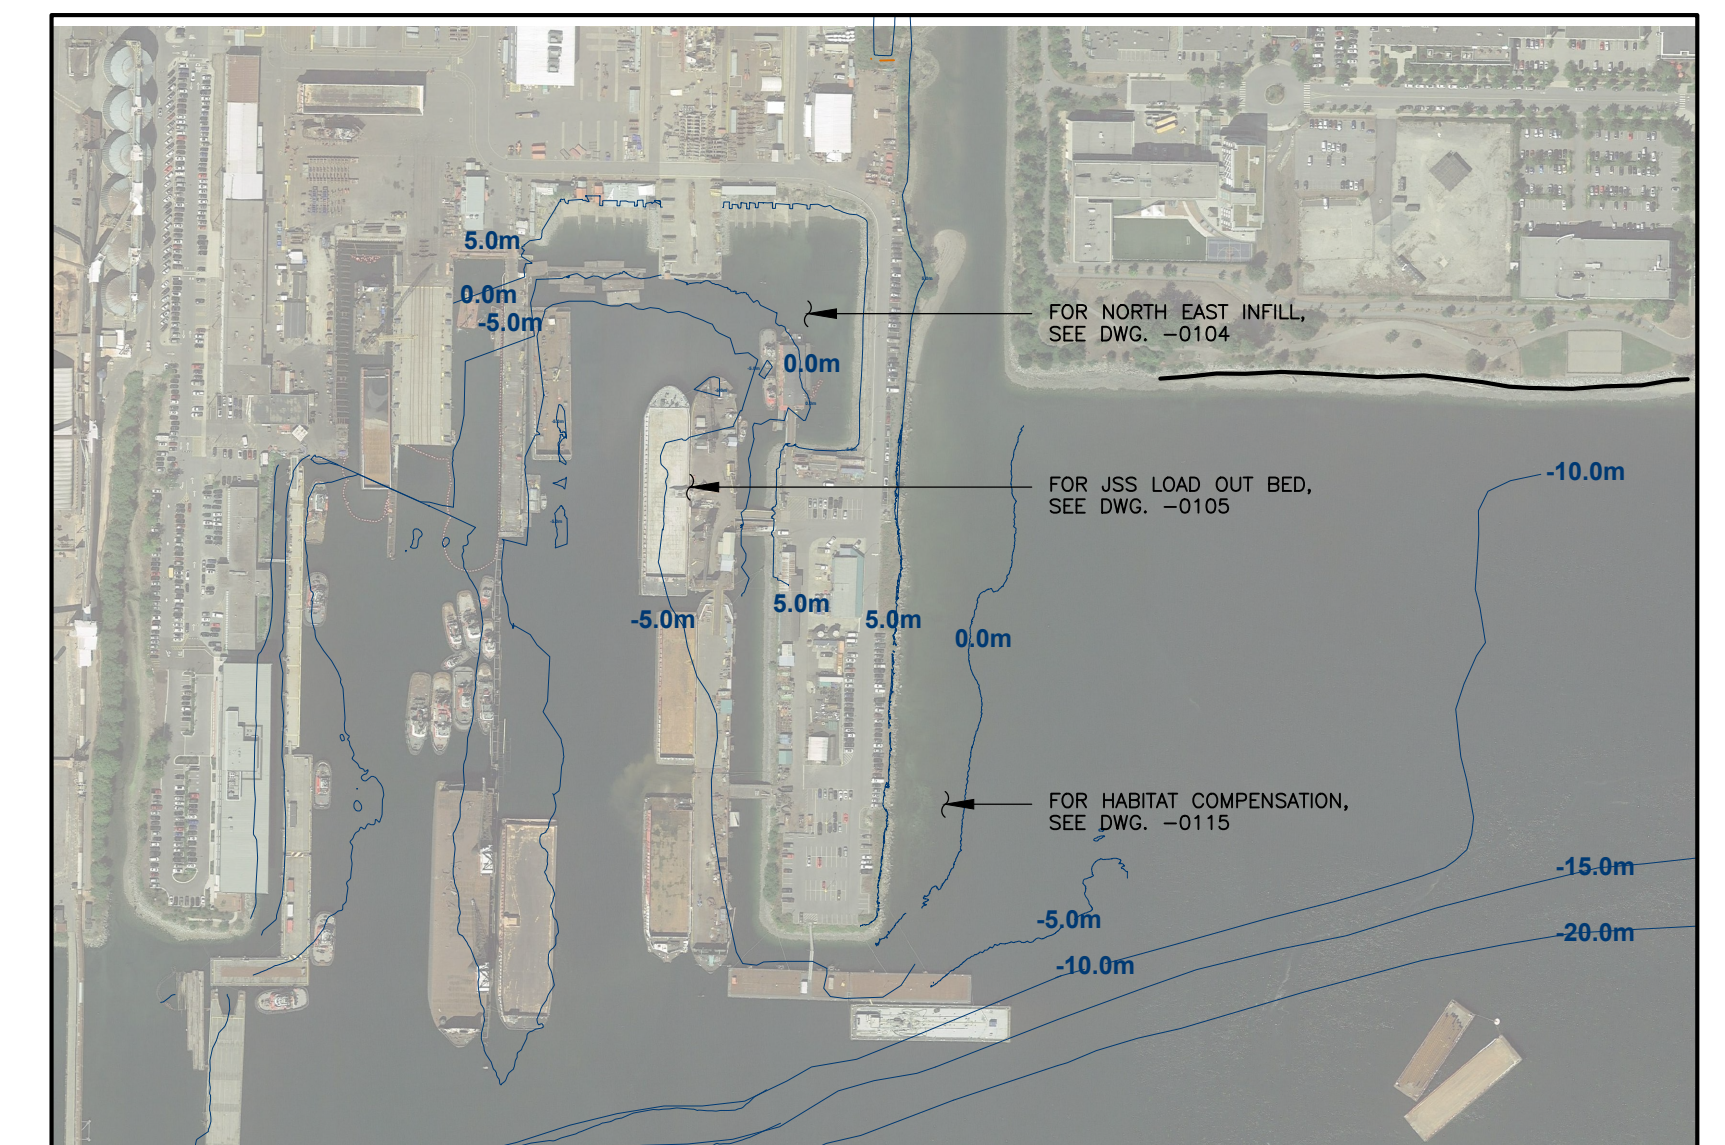 5.0m
0.0m
-5.0m
FOR NORTH EAST INFILL,
SEE DWG. -0104
0.0m
-10.0m
FOR JSS LOAD OUT BED,
SEE DWG. -0105
5.0m
-5.0m
5.0m
0.0m
FOR HABITAT COMPENSATION,
SEE DWG. -0115
-15.0m
-5.0m
-20.0m
-10.0m